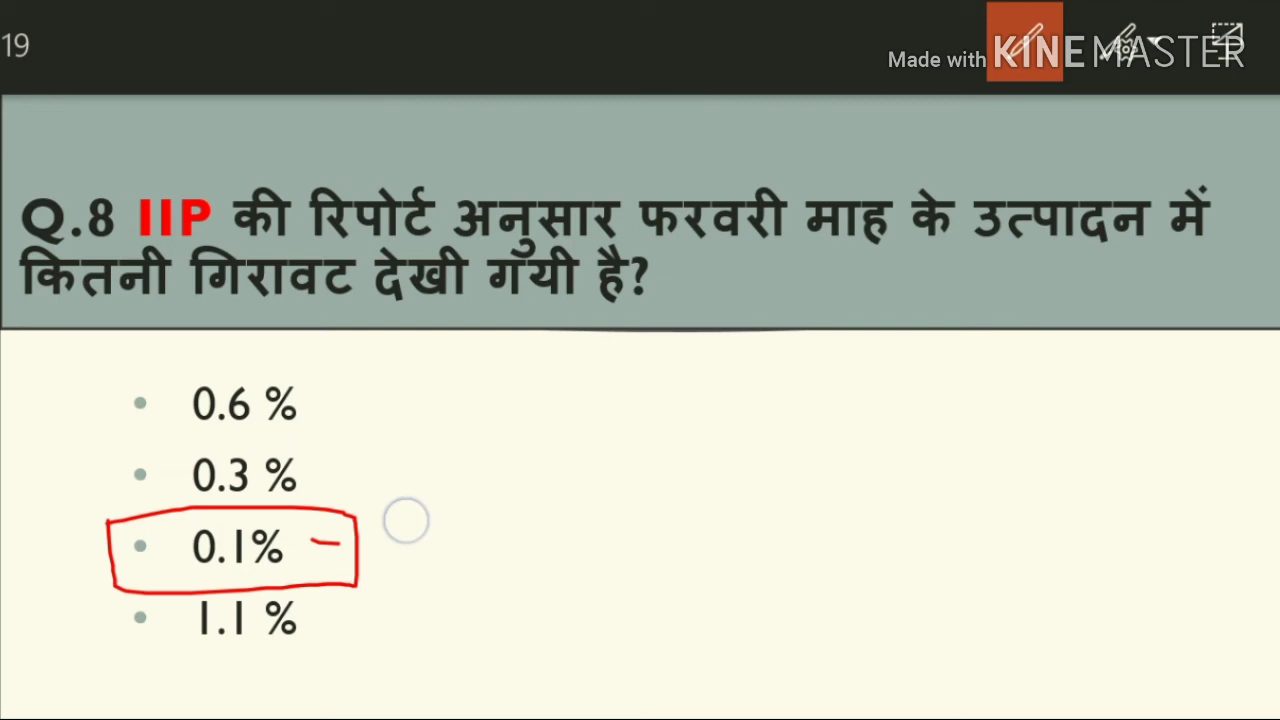 19
Made with KINEMASTER
Q.8 IIP की रिपोर्ट अनुसार फरवरी माह के उत्पादन में
कितनी गिरावट देखी गयी है?
• 0.6 %
• 0.3 %
• 0.1% –
• 1.1 %